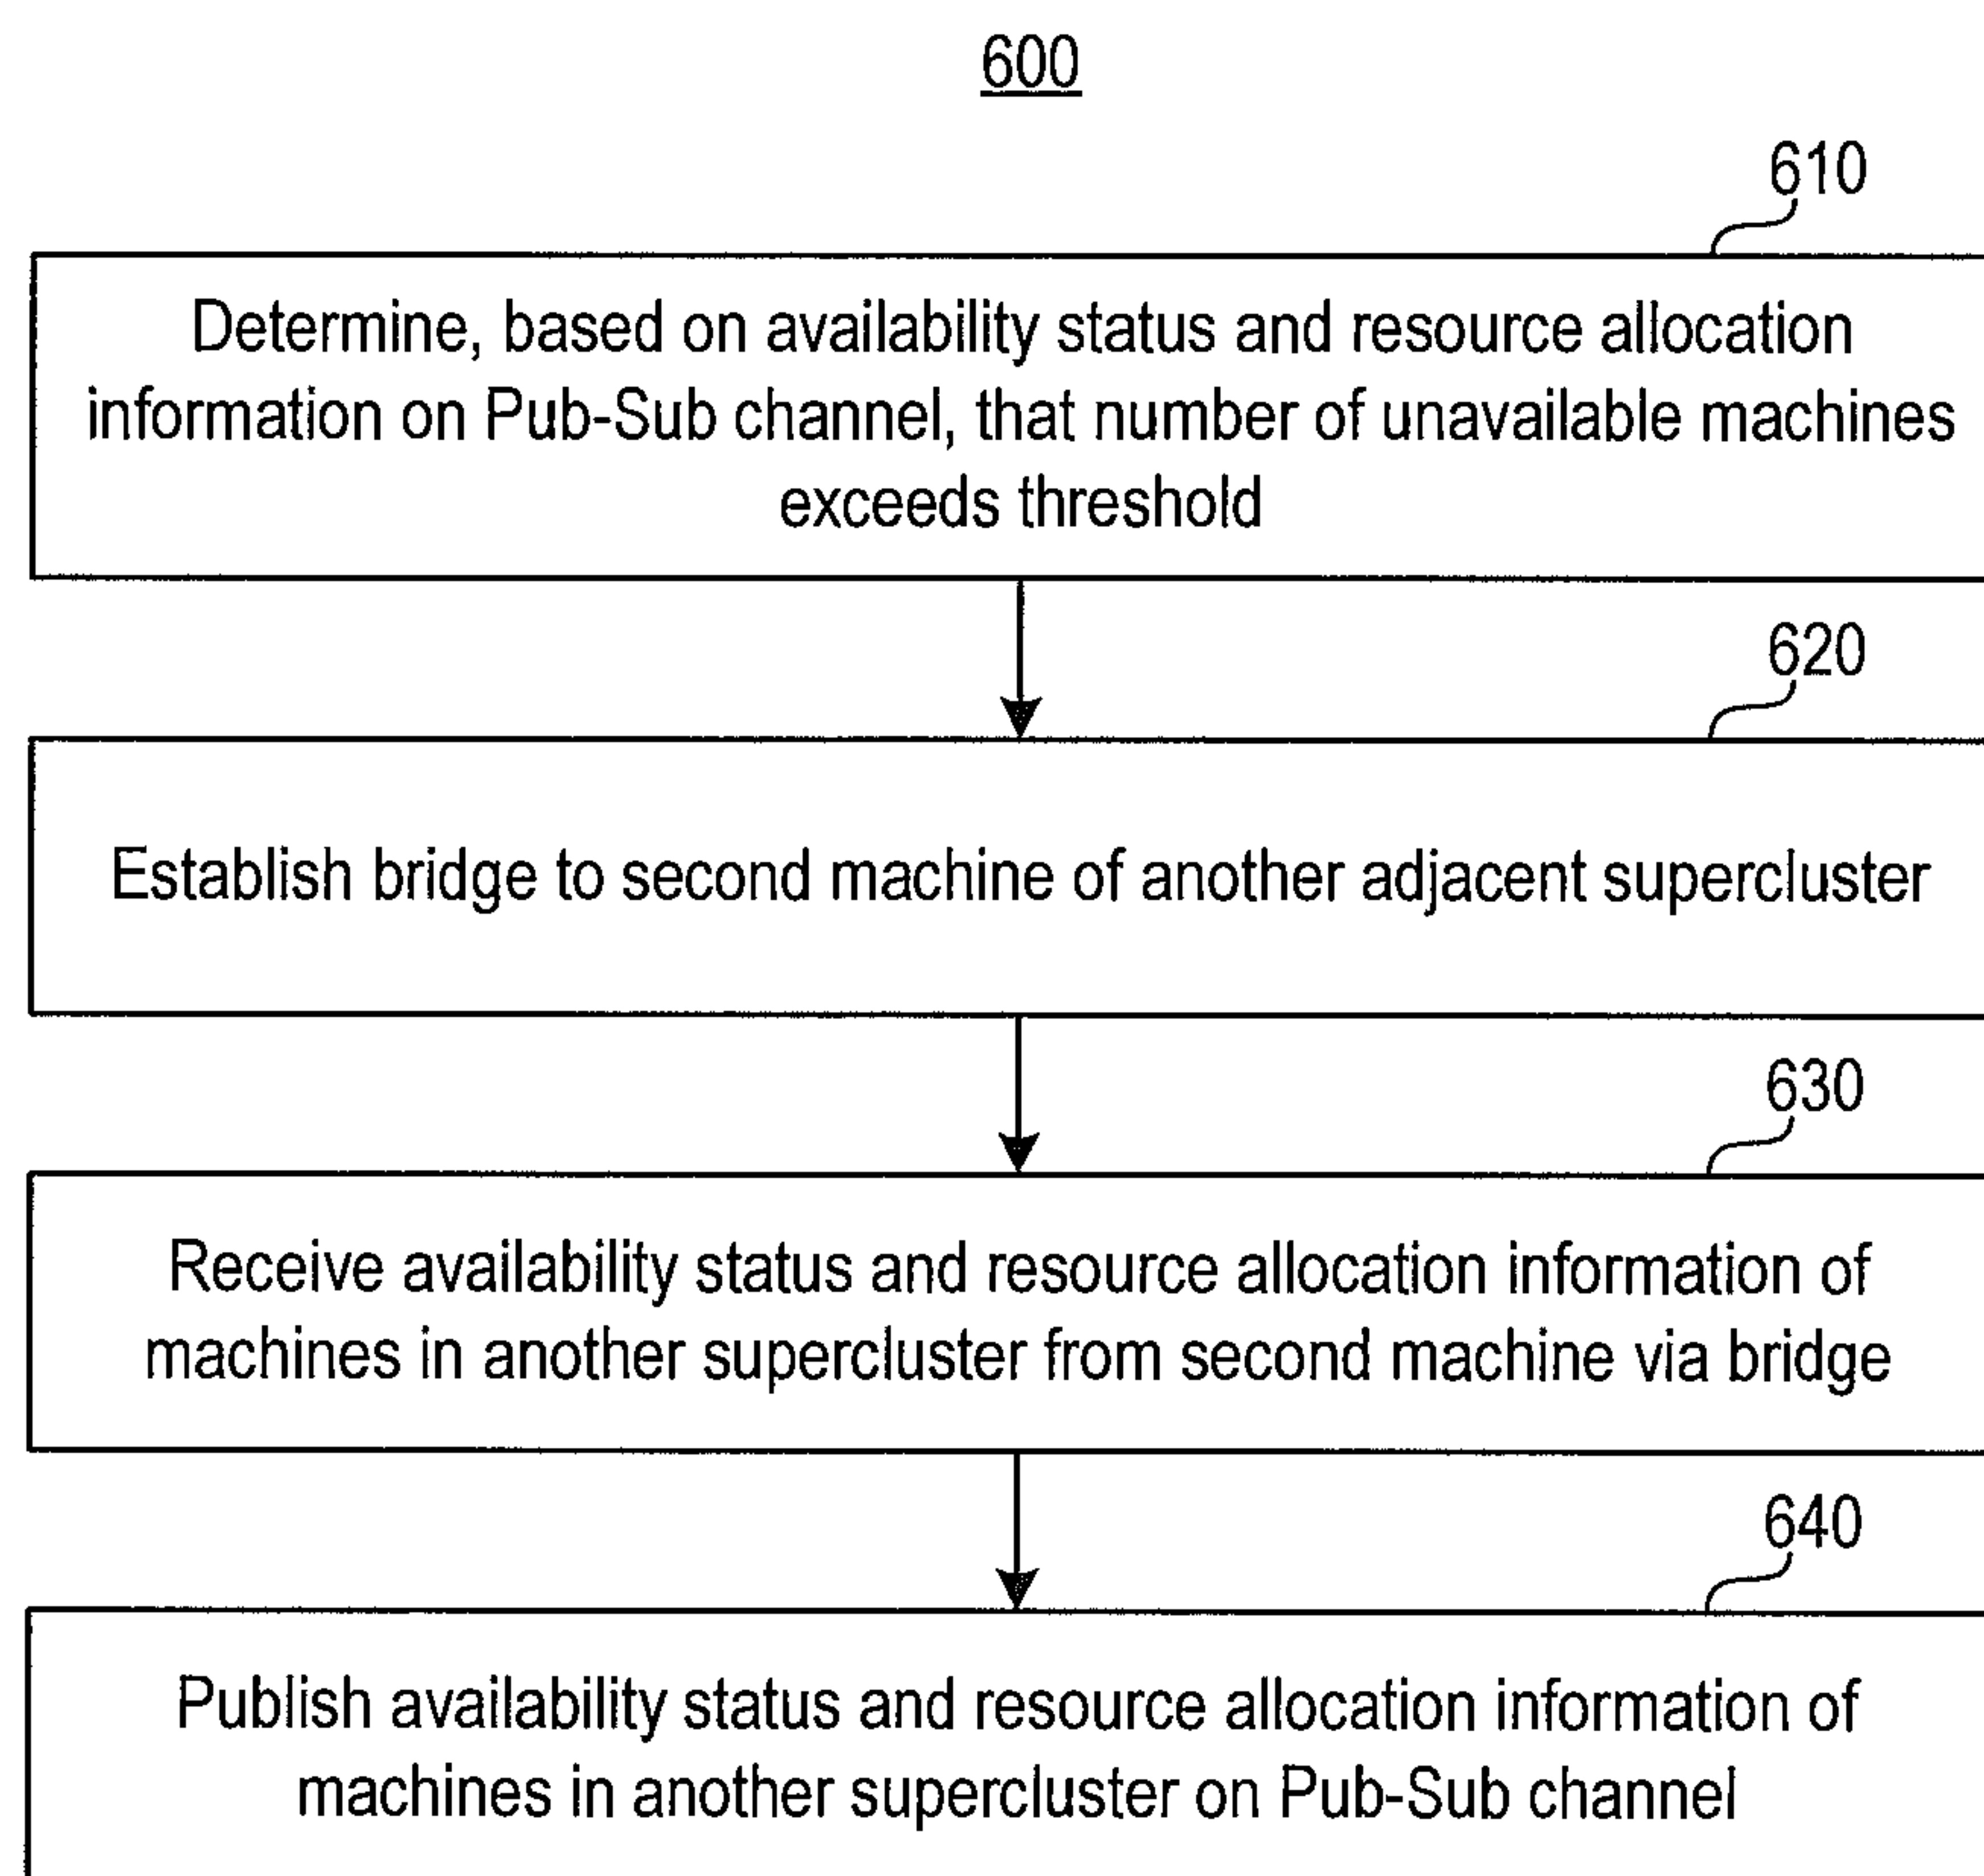 600
610
Determine, based on availability status and resource allocation
information on Pub-Sub channel, that number of unavailable machines
exceeds threshold
620
Establish bridge to second machine of another adjacent supercluster
630
Receive availability status and resource allocation information of
machines in another supercluster from second machine via bridge
640
Publish availability status and resource allocation information of
machines in another supercluster on Pub-Sub channel